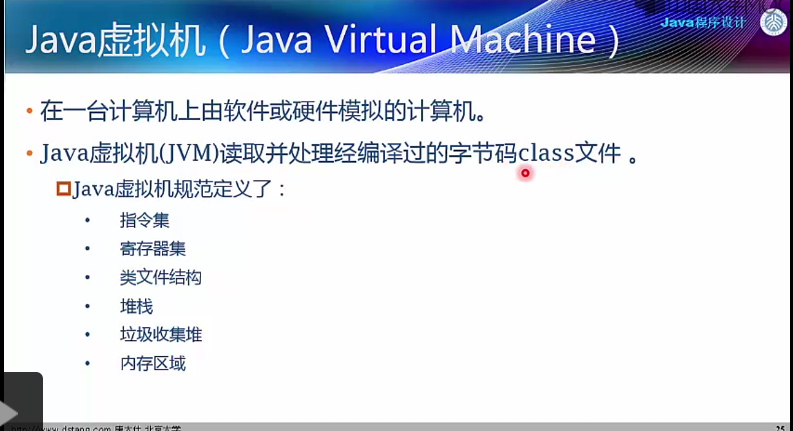 Java程序设计
Java虚拟机（Java Virtual Machine）
• 在一台计算机上由软件或硬件模拟的计算机。
• Java虚拟机(JVM)读取并处理经编译过的字节码class文件 。
Java虚拟机规范定义了：
• 指令集
• 寄存器集
• 类文件结构
• 堆栈
• 垃圾收集堆
• 内存区域
http://www.dstang.com 唐大仕 北京大学
25